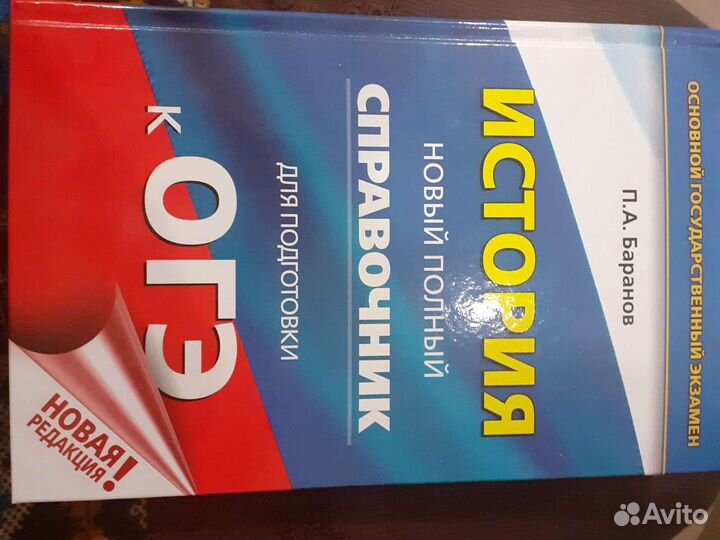 ОСНОВНОЙ ГОСУДАРСТВЕННЫЙ ЭКЗАМЕН
П.А. Баранов
ИСТОРИЯ
НОВЫЙ ПОЛНЫЙ
СПРАВОЧНИК
ДЛЯ ПОДГОТОВКИ
К ОГЭ
НОВАЯ
РЕДАКЦИЯ!
Avito